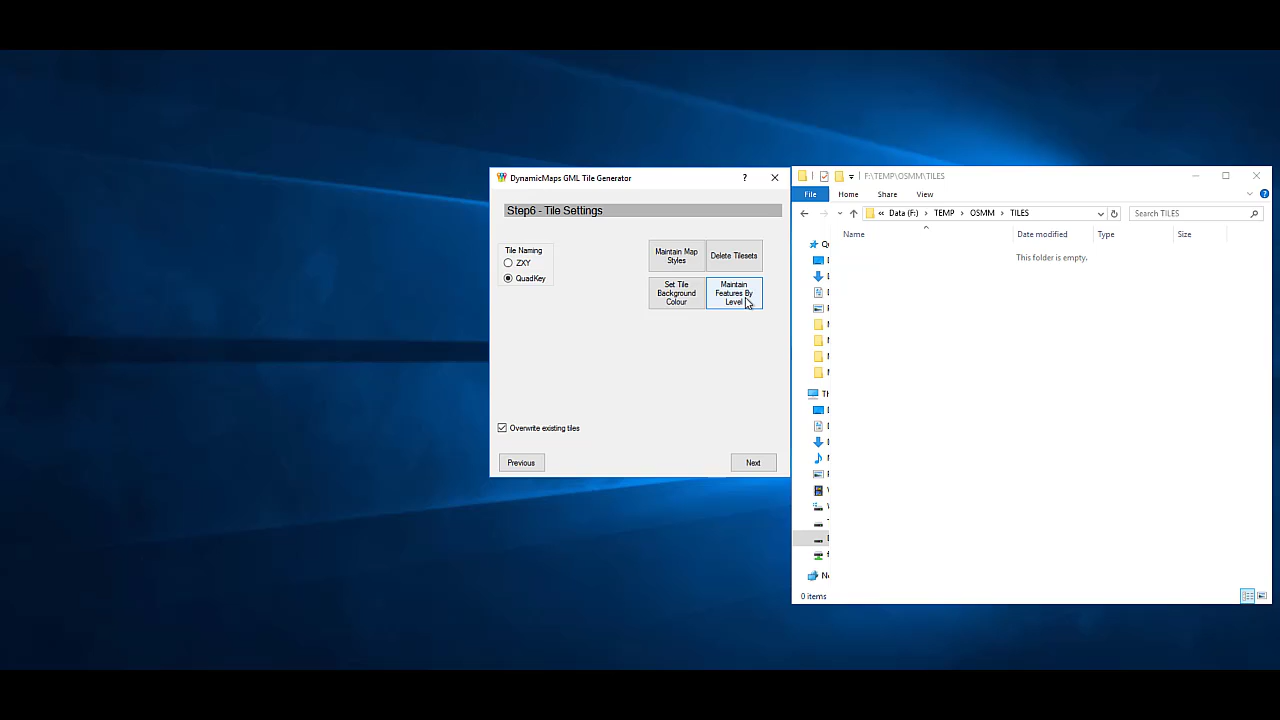 DynamicMaps GML Tile Generator
?
Step6 - Tile Settings
Tile Naming
ZXY
QuadKey
Maintain Map
Styles
Delete Tilesets
Set Tile
Background
Colour
Maintain
Features By
Level
Overwrite existing tiles
Previous
Next
F:\TEMP\OSMM\TILES
File
Home
Share
View
« Data (F:) > TEMP > OSMM > TILES
Search TILES
Name
Date modified
Type
Size
This folder is empty.
0 items